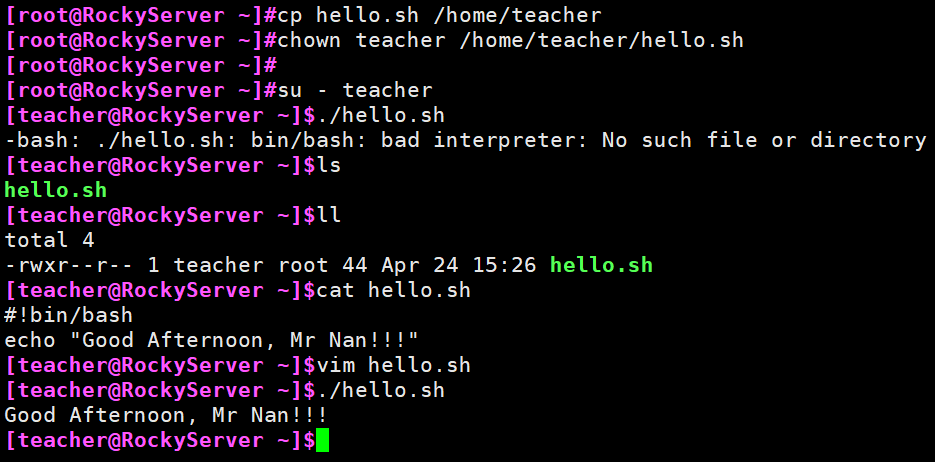 [root@RockyServer ~]#cp hello.sh /home/teacher
[root@RockyServer ~]#chown teacher /home/teacher/hello.sh
[root@RockyServer ~]#
[root@RockyServer ~]#su - teacher
[teacher@RockyServer ~]$./hello.sh
-bash: ./hello.sh: bin/bash: bad interpreter: No such file or directory
[teacher@RockyServer ~]$ls
hello.sh
[teacher@RockyServer ~]$ll
total 4
-rwxr--r-- 1 teacher root 44 Apr 24 15:26 hello.sh
[teacher@RockyServer ~]$cat hello.sh
#!bin/bash
echo "Good Afternoon, Mr Nan!!!"
[teacher@RockyServer ~]$vim hello.sh
[teacher@RockyServer ~]$./hello.sh
Good Afternoon, Mr Nan!!!
[teacher@RockyServer ~]$